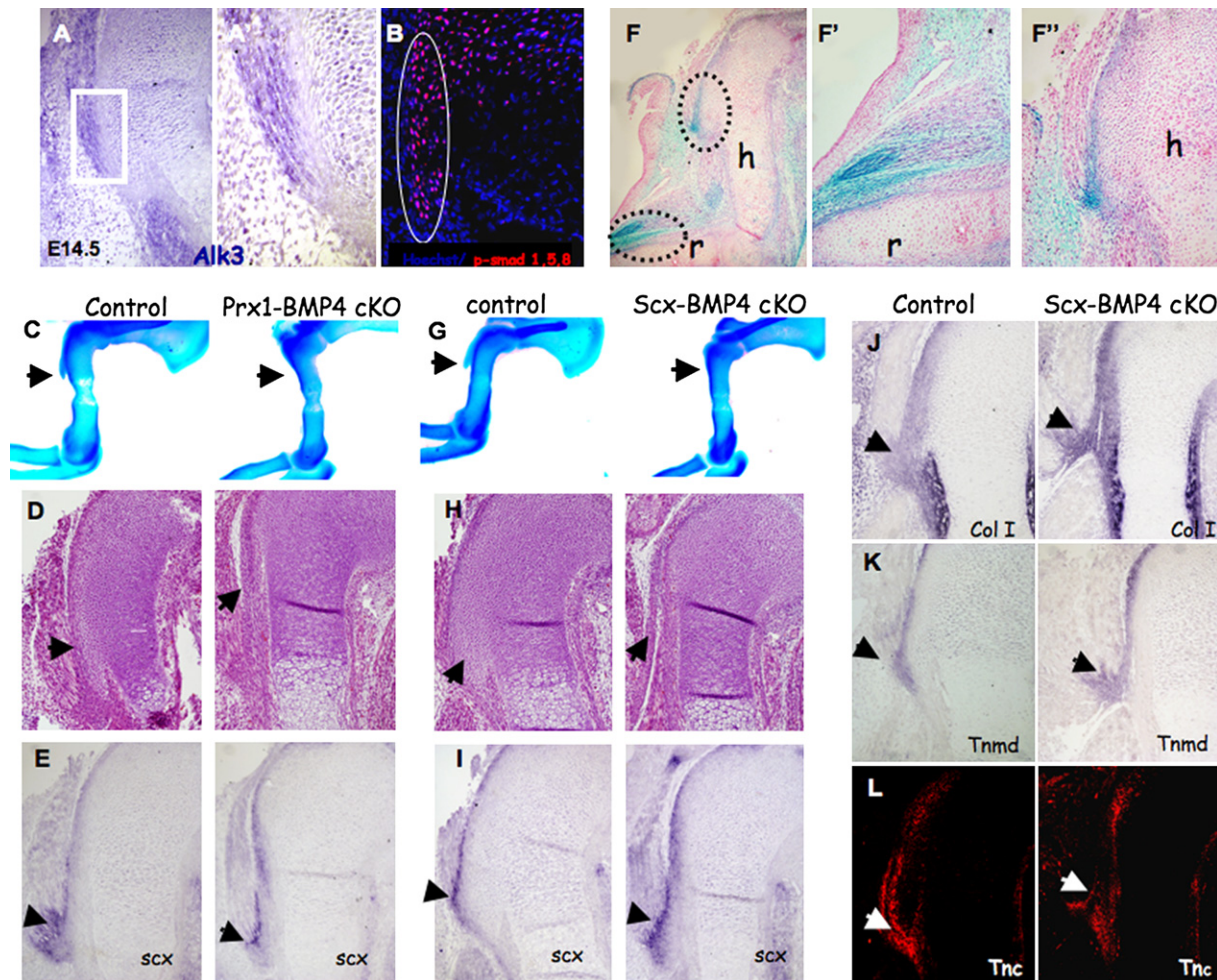 A
A'
B
F
F'
F''
E14.5
Alk3
Hoechst/ p-smad 1,5,8
h
r
r
h
Control
Prx1-BMP4 cKO
control
Scx-BMP4 cKO
Control
Scx-BMP4 cKO
C
G
J
Col I
Col I
D
H
K
Tnmd
Tnmd
E
scx
scx
I
scx
scx
L
Tnc
Tnc